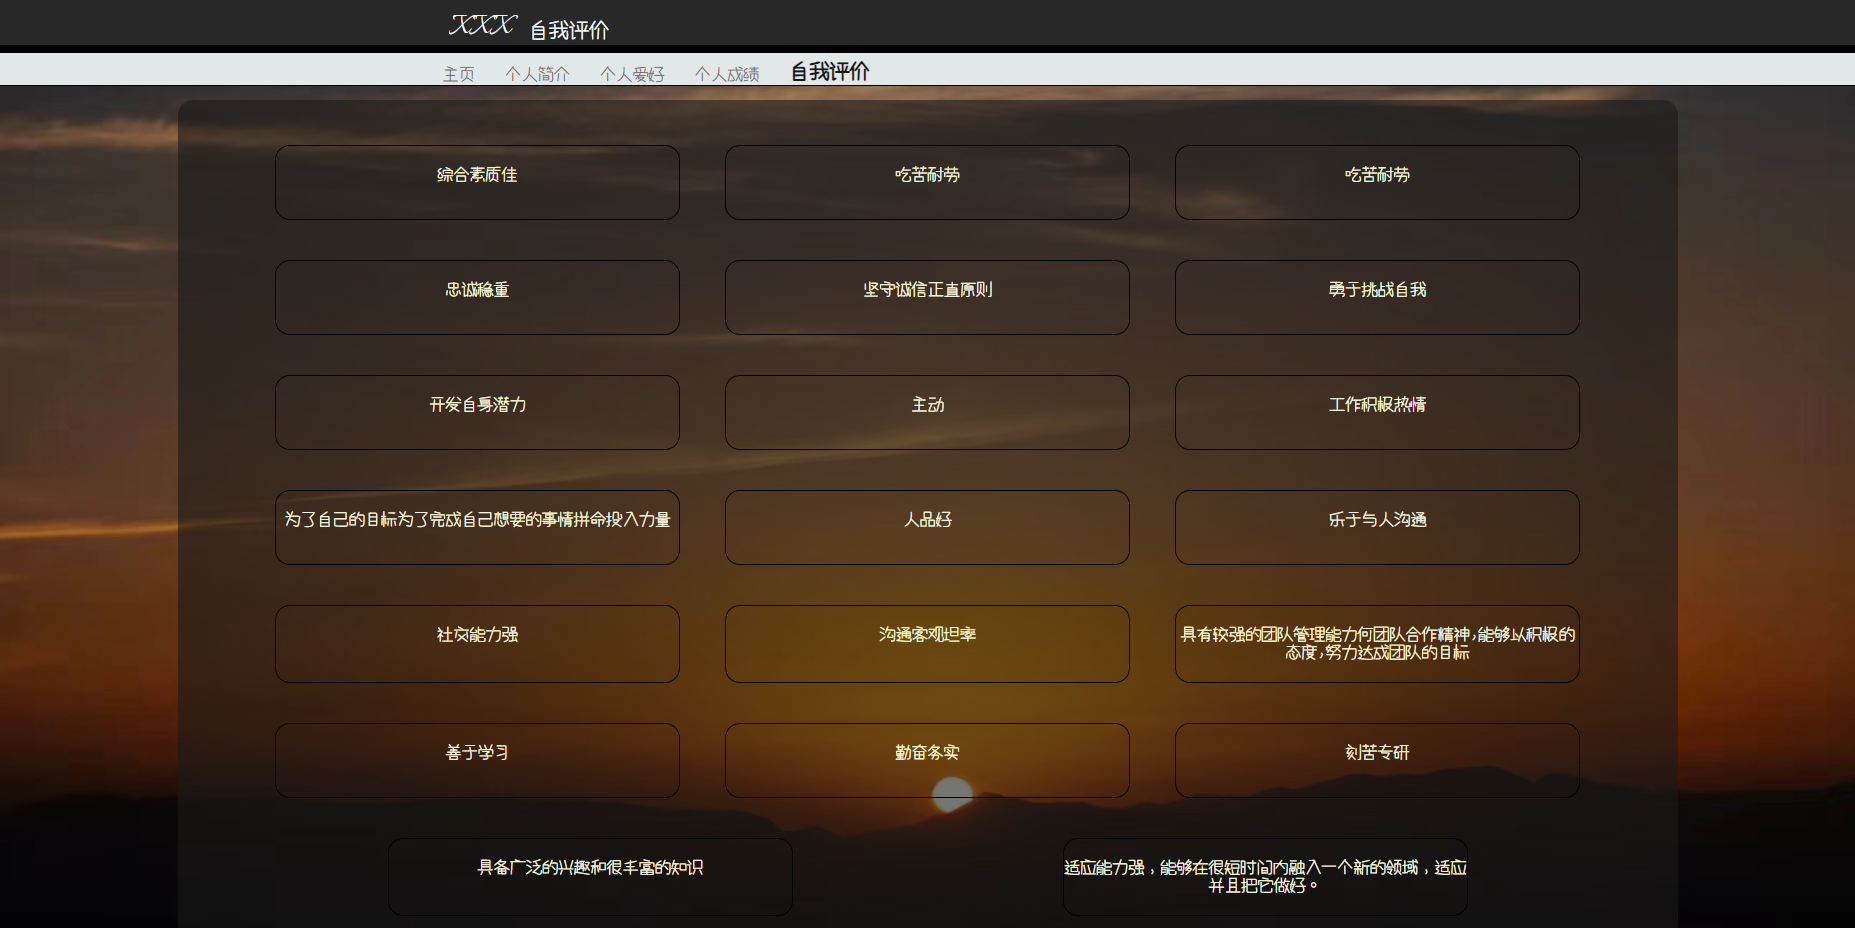 XXX 自我评价
主页 个人简介 个人爱好 个人成绩 自我评价
综合素质佳
吃苦耐劳
吃苦耐劳
忠诚稳重
坚守诚信正直原则
勇于挑战自我
开发自身潜力
主动
工作积极热情
为了自己的目标为了完成自己想要的事情拼命投入力量
人品好
乐于与人沟通
社交能力强
沟通客观坦率
具有较强的团队管理能力何团队合作精神,能够以积极的
态度,努力达成团队的目标
善于学习
勤奋务实
刻苦专研
具备广泛的兴趣和很丰富的知识
适应能力强，能够在很短时间内融入一个新的领域，适应
并且把它做好。